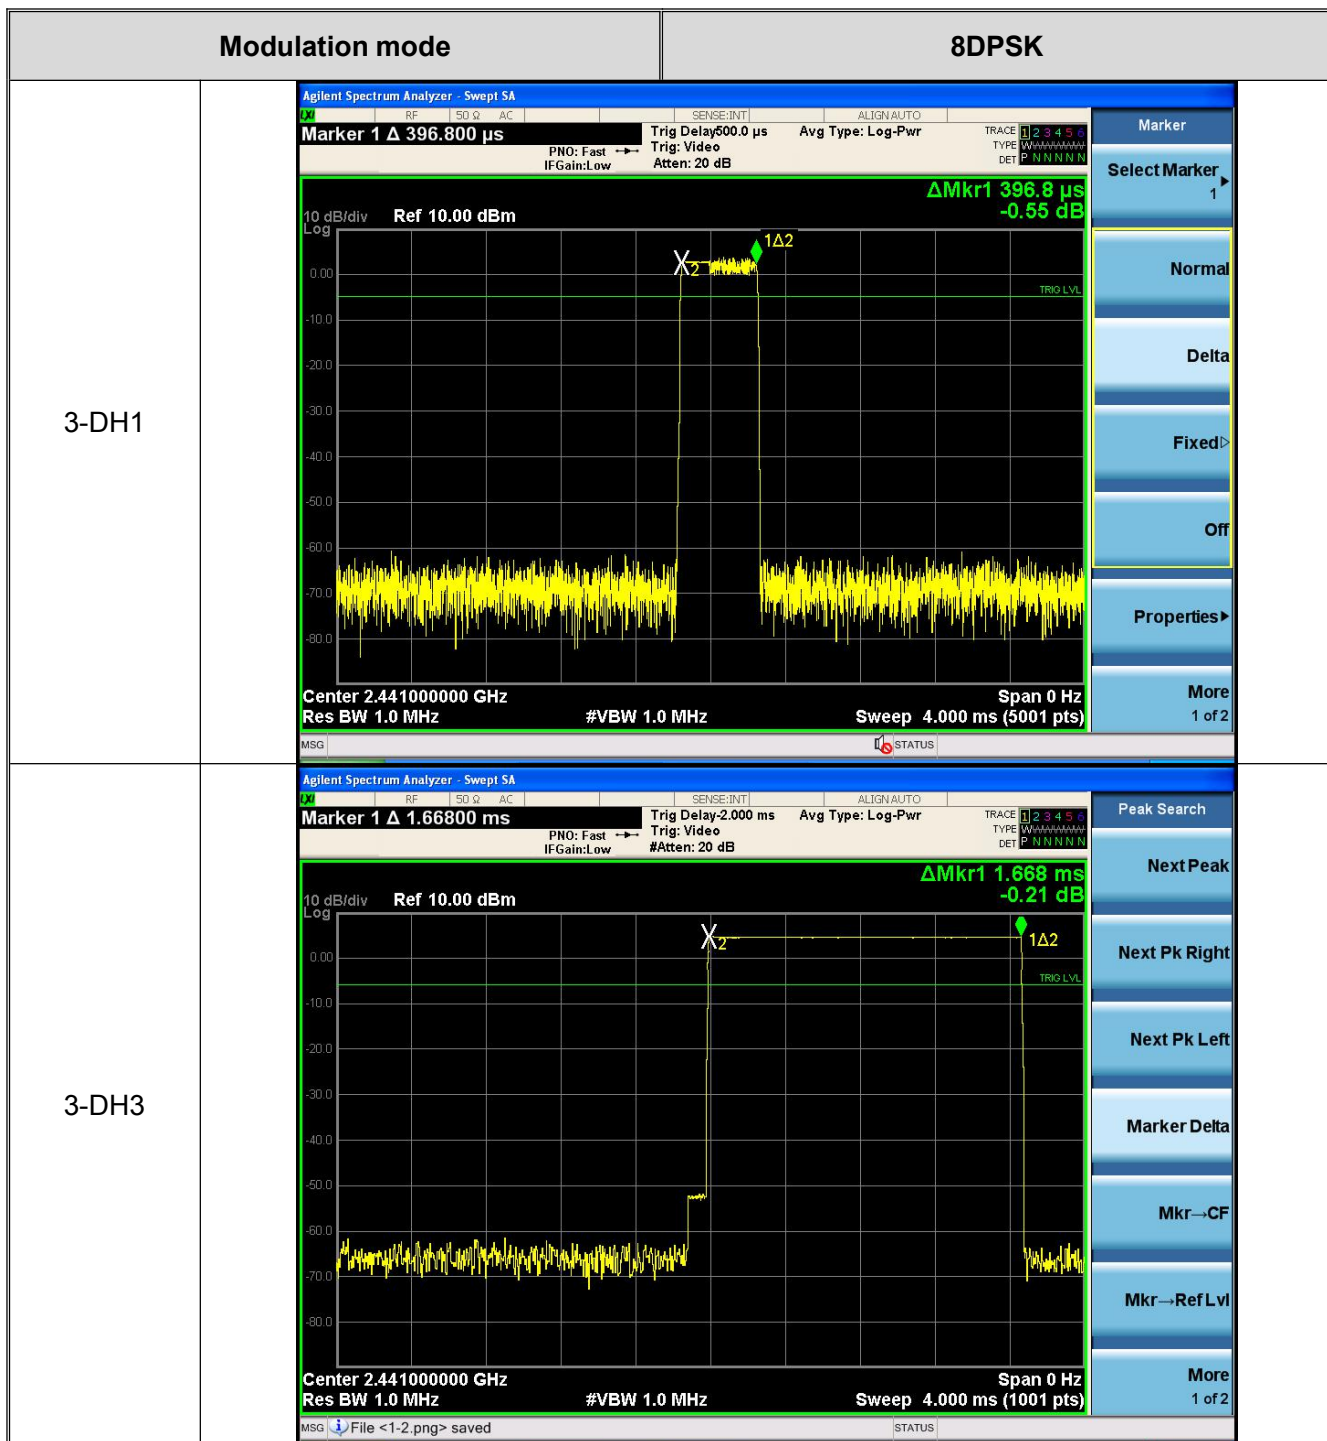 Modulation mode 8DPSK
3-DH1
Agilent Spectrum Analyzer - Swept SA
LXI RF 50 Ω AC SENSE:INT ALIGN AUTO
Marker 1 Δ 396.800 µs
PNO: Fast
IFGain:Low
Trig Delay500.0 µs
Trig: Video
Atten: 20 dB
Avg Type: Log-Pwr
TRACE 1 2 3 4 5 6
TYPE WWWWWW
DET P N N N N N
ΔMkr1 396.8 µs
-0.55 dB
10 dB/div Ref 10.00 dBm
Log
1Δ2
X2
TRIG LVL
0.00
-10.0
-20.0
-30.0
-40.0
-50.0
-60.0
-70.0
-80.0
Center 2.441000000 GHz Span 0 Hz
Res BW 1.0 MHz #VBW 1.0 MHz Sweep 4.000 ms (5001 pts)
MSG STATUS
Marker
Select Marker
1
Normal
Delta
Fixed
Off
Properties
More
1 of 2
3-DH3
Agilent Spectrum Analyzer - Swept SA
LXI RF 50 Ω AC SENSE:INT ALIGN AUTO
Marker 1 Δ 1.66800 ms
PNO: Fast
IFGain:Low
Trig Delay-2.000 ms
Trig: Video
#Atten: 20 dB
Avg Type: Log-Pwr
TRACE 1 2 3 4 5 6
TYPE WWWWWW
DET P N N N N N
ΔMkr1 1.668 ms
-0.21 dB
10 dB/div Ref 10.00 dBm
Log
X2
1Δ2
TRIG LVL
0.00
-10.0
-20.0
-30.0
-40.0
-50.0
-60.0
-70.0
-80.0
Center 2.441000000 GHz Span 0 Hz
Res BW 1.0 MHz #VBW 1.0 MHz Sweep 4.000 ms (1001 pts)
MSG File <1-2.png> saved STATUS
Peak Search
Next Peak
Next Pk Right
Next Pk Left
Marker Delta
Mkr→CF
Mkr→Ref Lvl
More
1 of 2